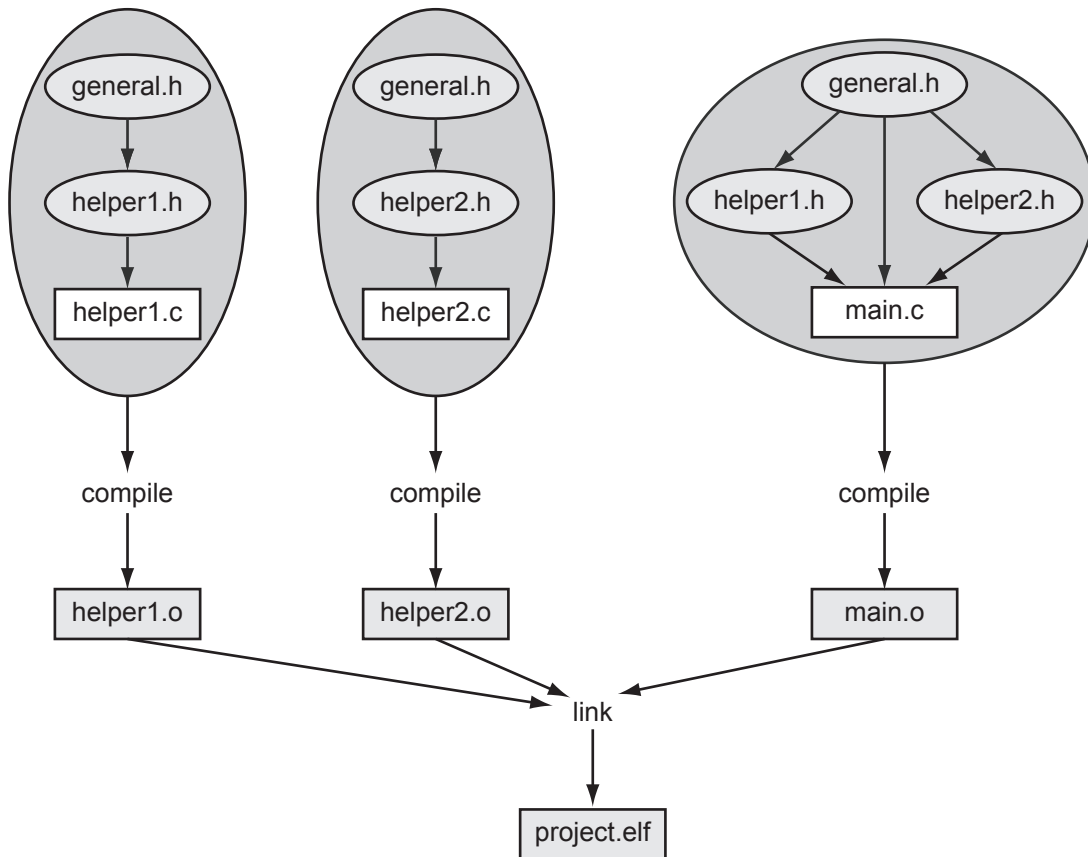 general.h
general.h
general.h
helper1.h
helper2.h
helper1.h
helper2.h
helper1.c
helper2.c
main.c
compile
compile
compile
helper1.o
helper2.o
main.o
link
project.elf